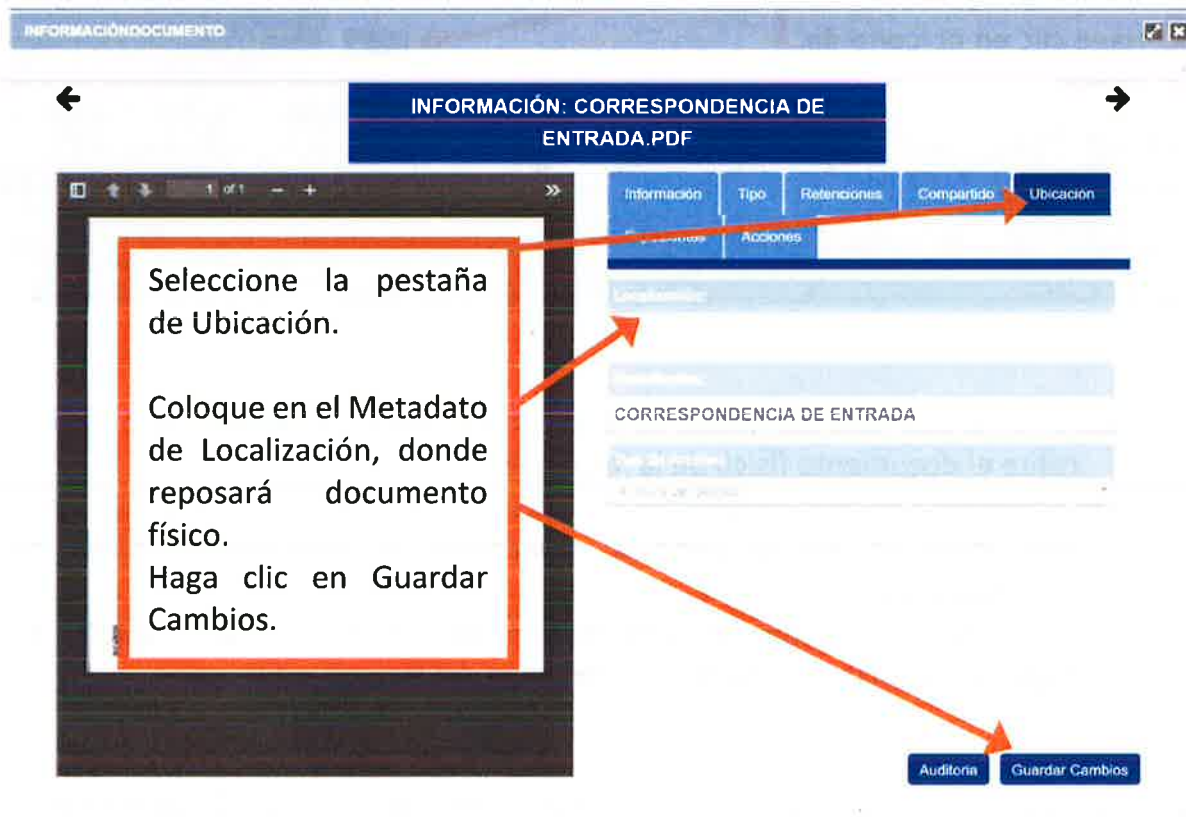 INFORMACIÓNDOCUMENTO
INFORMACIÓN: CORRESPONDENCIA DE
ENTRADA.PDF
1 of 1
Información Tipo Retenciones Compartido Ubicación
Acciones
Seleccione la pestaña
de Ubicación.
Coloque en el Metadato
de Localización, donde
reposará documento
físico.
Haga clic en Guardar
Cambios.
Localización:
CORRESPONDENCIA DE ENTRADA
Auditoria Guardar Cambios